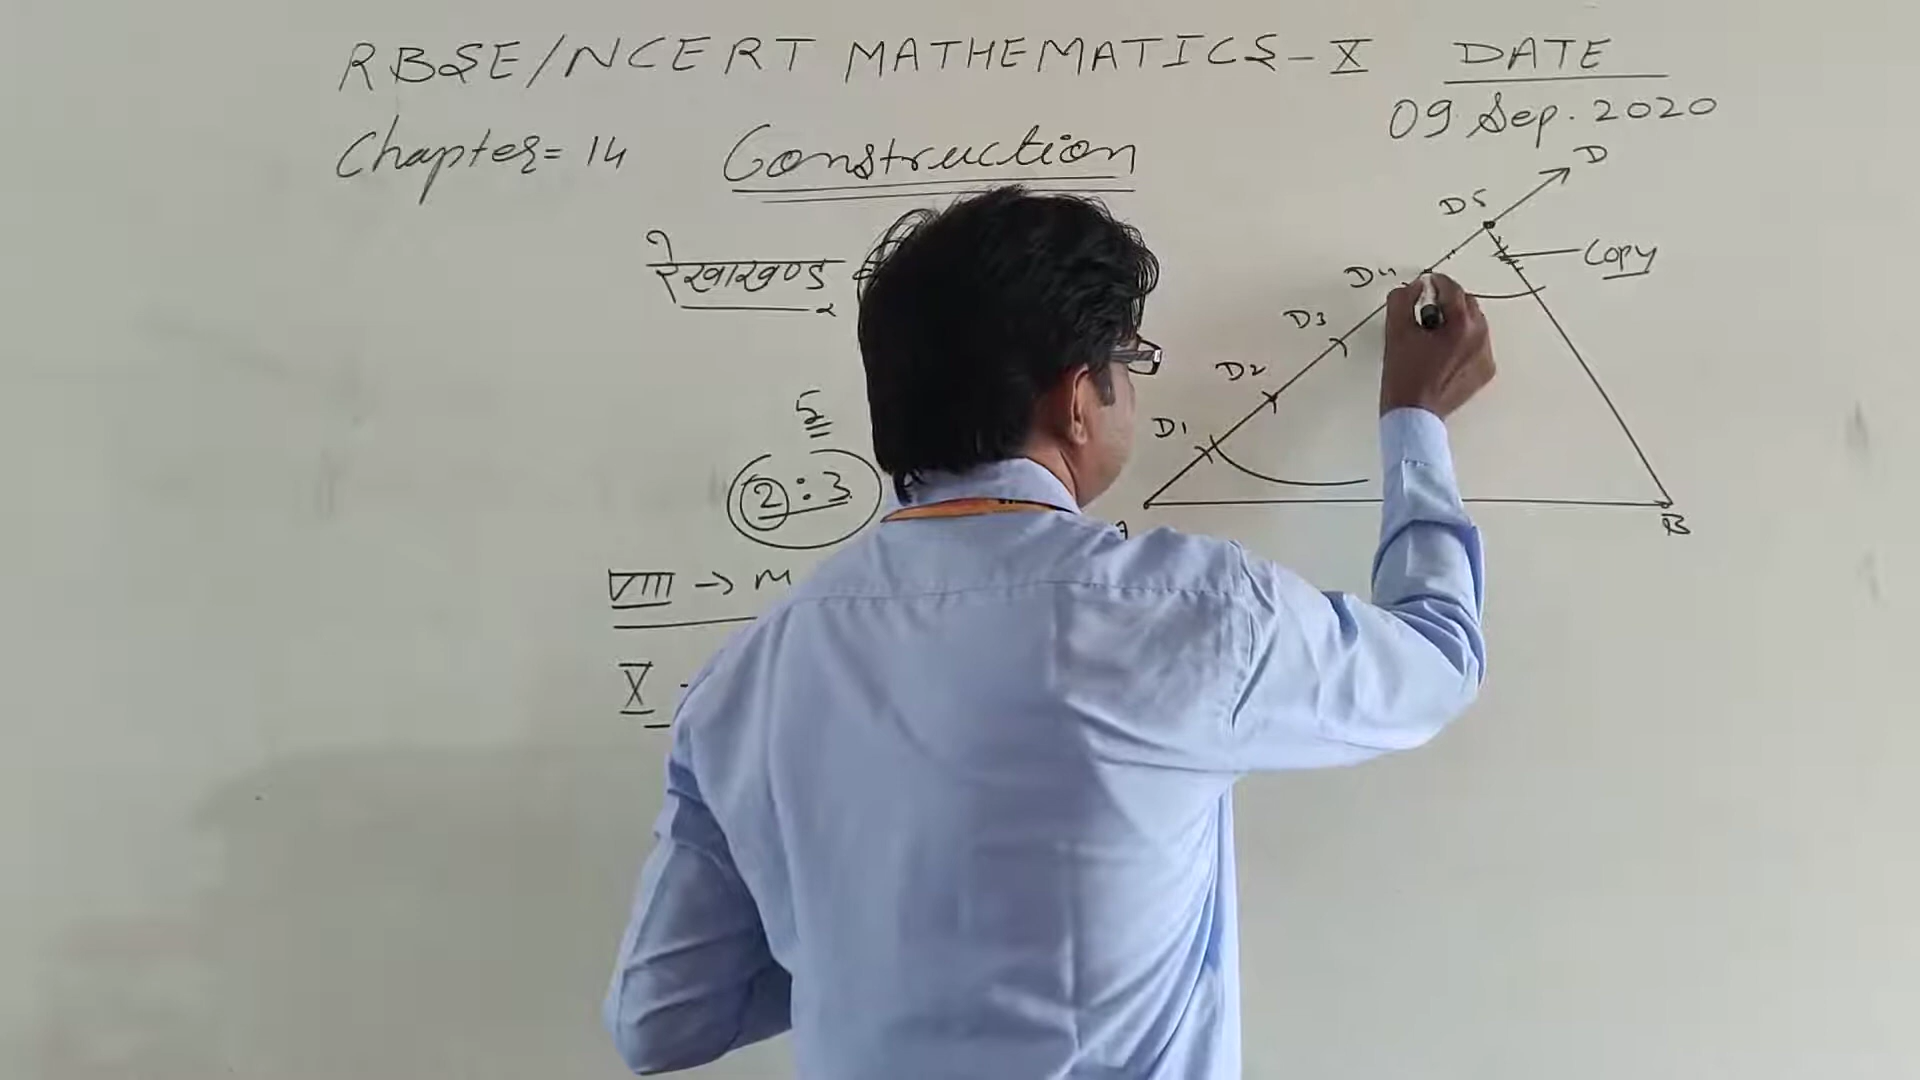 RBSE/NCERT MATHEMATICS-X DATE
09 Sep. 2020
Chapter = 14 Construction
D
D5
रेखाखण्ड
Copy
D4
D3
D2
5
D1
2:3
B
VIII → M
X